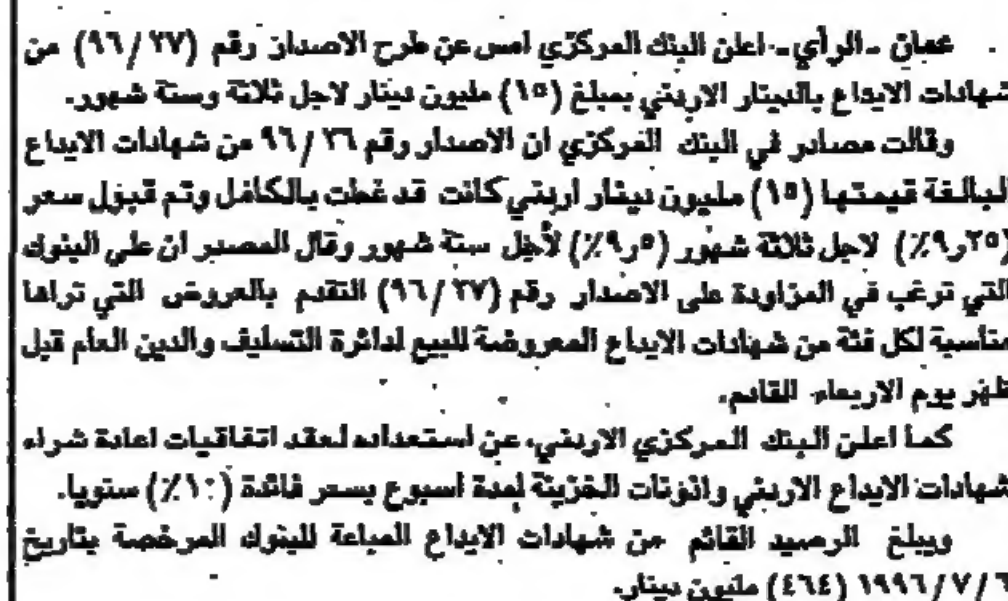 عمان -الرأي- اعلن البنك المركزي امس عن طرح الاصدار رقم (٩٦/٢٧) من
شهادات الايداع بالدينار الاردني بمبلغ (١٥) مليون دينار لاجل ثلاثة وستة شهور.
وقالت مصادر في البنك المركزي ان الاصدار رقم ٩٦/٢٦ من شهادات الايداع
البالغة قيمتها (١٥) مليون دينار اردني كانت قد غطت بالكامل وتم قبول سعر
(٩٫٢٥٪) لاجل ثلاثة شهور (٩٫٥٪) لأجل ستة شهور وقال المصدر ان على البنوك
التي ترغب في المزاودة على الاصدار رقم (٩٦/٢٧) التقدم بالعروض التي تراها
مناسبة لكل فئة من شهادات الايداع المعروضة للبيع لدائرة التسليف والدين العام قبل
ظهر يوم الاربعاء القادم.
كما اعلن البنك المركزي الاردني، عن استعداده لعقد اتفاقيات اعادة شراء
شهادات الايداع الاردني واذونات الخزينة لمدة اسبوع بسعر فائدة (١٠٪) سنويا.
ويبلغ الرصيد القائم من شهادات الايداع المباعة للبنوك المرخصة بتاريخ
١٩٩٦/٧/٦ (٤٦٤) مليون دينار.